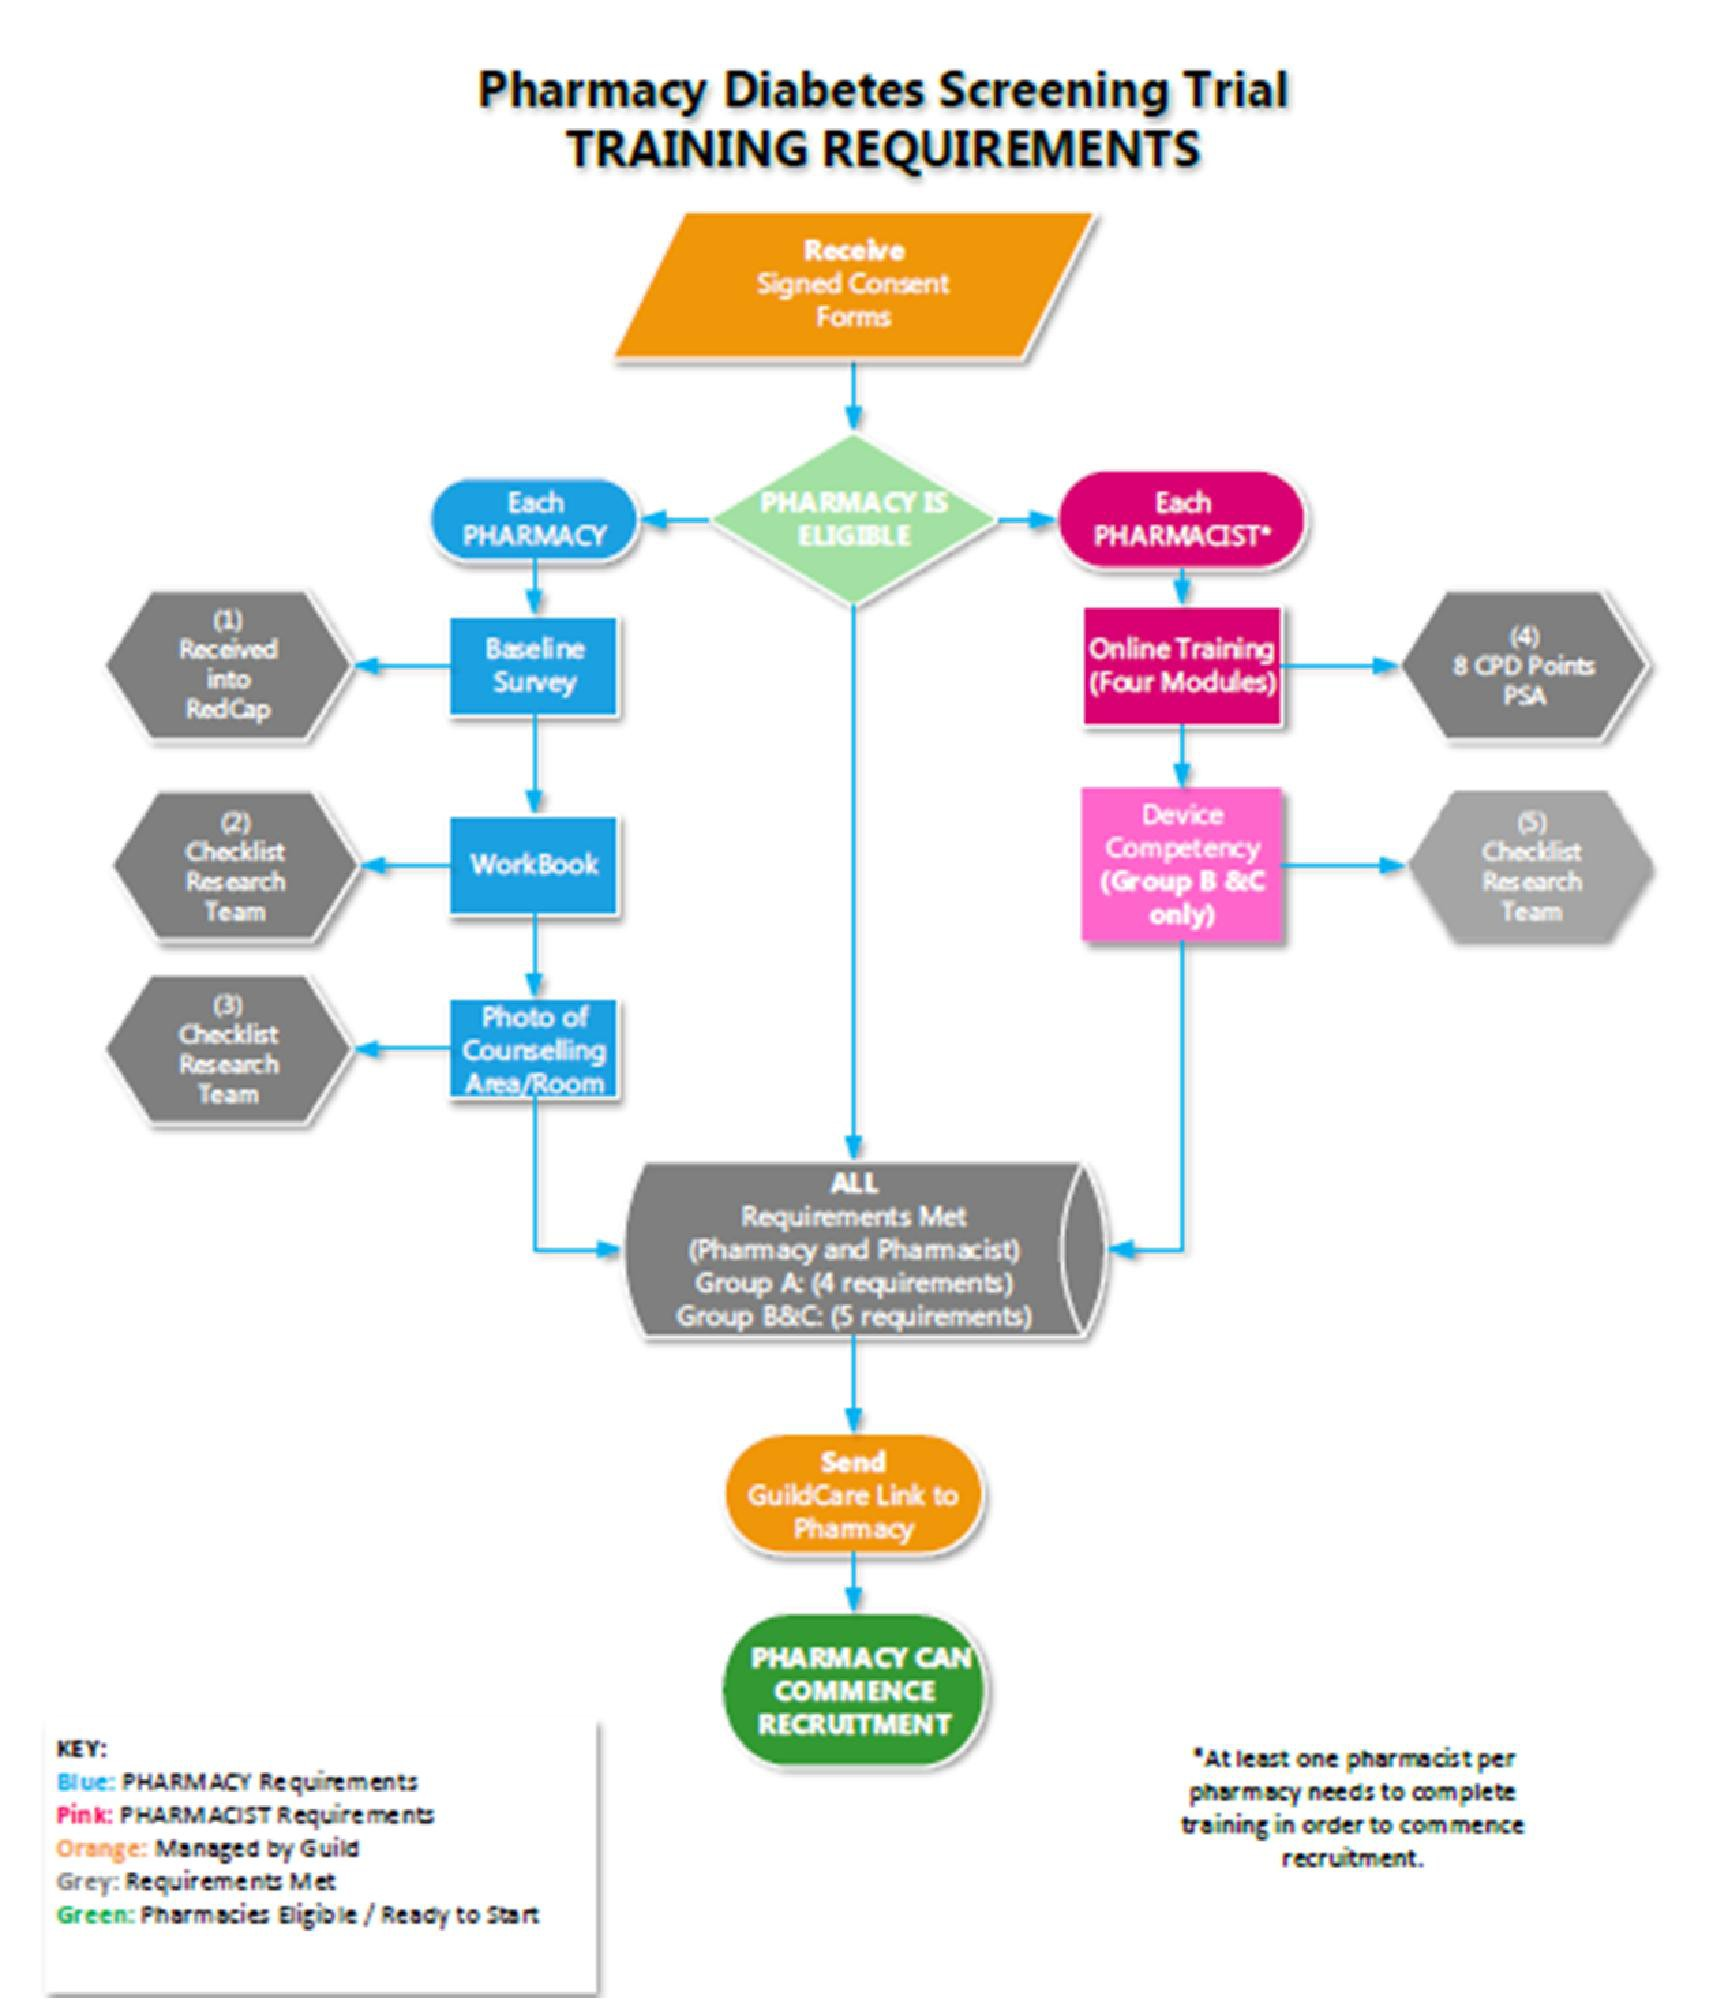 Pharmacy Diabetes Screening Trial
TRAINING REQUIREMENTS
Receive
Signed Consent
Forms
PHARMACY IS
ELIGIBLE
Each
PHARMACY
Each
PHARMACIST*
(1)
Received
into
RedCap
Baseline
Survey
Online Training
(Four Modules)
(4)
8 CPD Points
PSA
(2)
Checklist
Research
Team
WorkBook
Device
Competency
(Group B &C
only)
(5)
Checklist
Research
Team
(3)
Checklist
Research
Team
Photo of
Counselling
Area/Room
ALL
Requirements Met
(Pharmacy and Pharmacist)
Group A: (4 requirements)
Group B&C: (5 requirements)
Send
GuildCare Link to
Pharmacy
PHARMACY CAN
COMMENCE
RECRUITMENT
KEY:
Blue: PHARMACY Requirements
Pink: PHARMACIST Requirements
Orange: Managed by Guild
Grey: Requirements Met
Green: Pharmacies Eligible / Ready to Start
*At least one pharmacist per
pharmacy needs to complete
training in order to commence
recruitment.